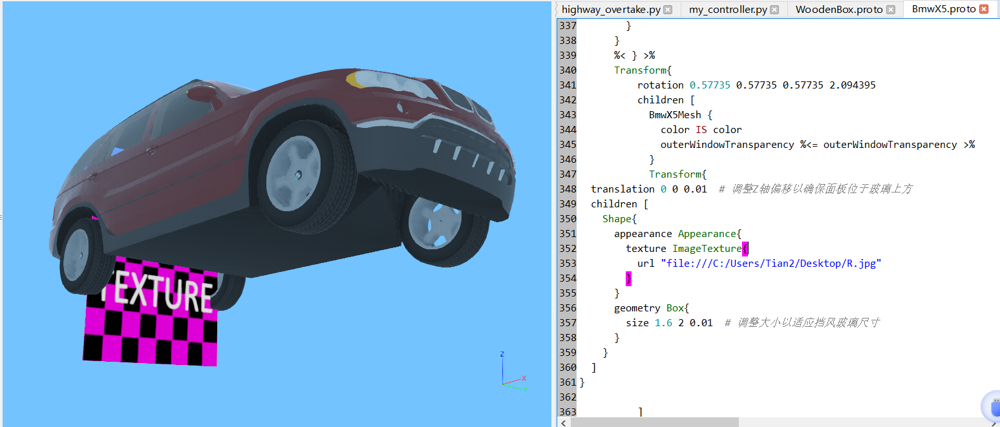 highway_overtake.py my_controller.py WoodenBox.proto BmwX5.proto
337 }
338 }
339 %< } >%
340 Transform{
341 rotation 0.57735 0.57735 0.57735 2.094395
342 children [
343 BmwX5Mesh {
344 color IS color
345 outerWindowTransparency %<= outerWindowTransparency >%
346 }
347 Transform{
348 translation 0 0 0.01 # 调整Z轴偏移以确保面板位于玻璃上方
349 children [
350 Shape{
351 appearance Appearance{
352 texture ImageTexture{
353 url "file:///C:/Users/Tian2/Desktop/R.jpg"
354 }
355 }
356 geometry Box{
357 size 1.6 2 0.01 # 调整大小以适应挡风玻璃尺寸
358 }
359 }
360 ]
361 }
362
363 ]
TEXTURE
Z
X
Y